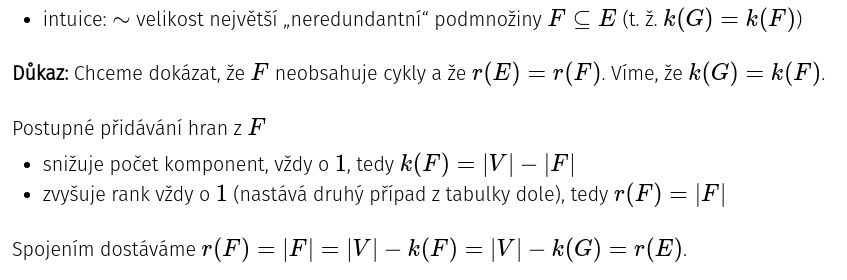 • intuice: ∼ velikost největší „neredundantní“ podmnožiny F ⊆ E (t. ž. k(G) = k(F))
Důkaz: Chceme dokázat, že F neobsahuje cykly a že r(E) = r(F). Víme, že k(G) = k(F).
Postupné přidávání hran z F
• snižuje počet komponent, vždy o 1, tedy k(F) = |V| − |F|
• zvyšuje rank vždy o 1 (nastává druhý případ z tabulky dole), tedy r(F) = |F|
Spojením dostáváme r(F) = |F| = |V| − k(F) = |V| − k(G) = r(E).